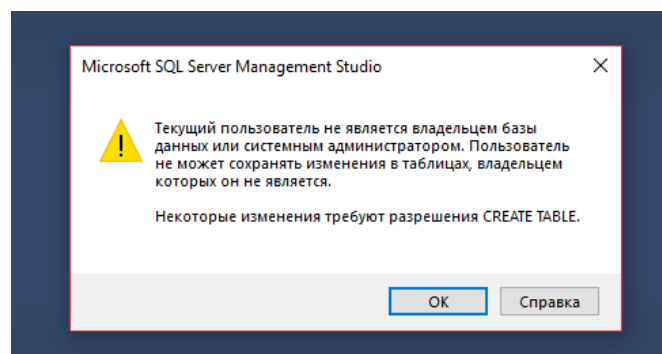 Microsoft SQL Server Management Studio
Текущий пользователь не является владельцем базы
данных или системным администратором. Пользователь
не может сохранять изменения в таблицах, владельцем
которых он не является.
Некоторые изменения требуют разрешения CREATE TABLE.
OK
Справка